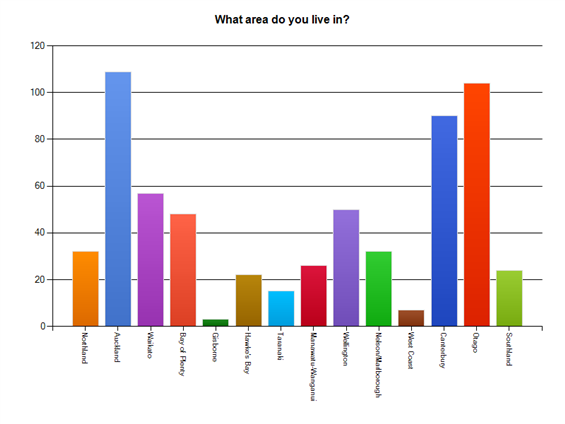 What area do you live in?
120
100
80
60
40
20
0
Northland
Auckland
Waikato
Bay of Plenty
Gisborne
Hawke's Bay
Taranaki
Manawatu-Wanganui
Wellington
Nelson/Marlborough
West Coast
Canterbury
Otago
Southland